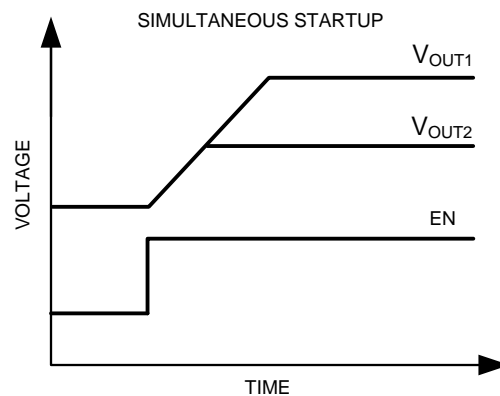 SIMULTANEOUS STARTUP
VOUT1
VOUT2
VOLTAGE
EN
TIME